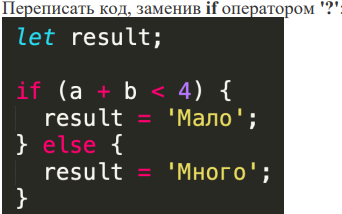 Переписать код, заменив if оператором '?':
let result;
if (a + b < 4) {
result = 'Мало';
} else {
result = 'Много';
}